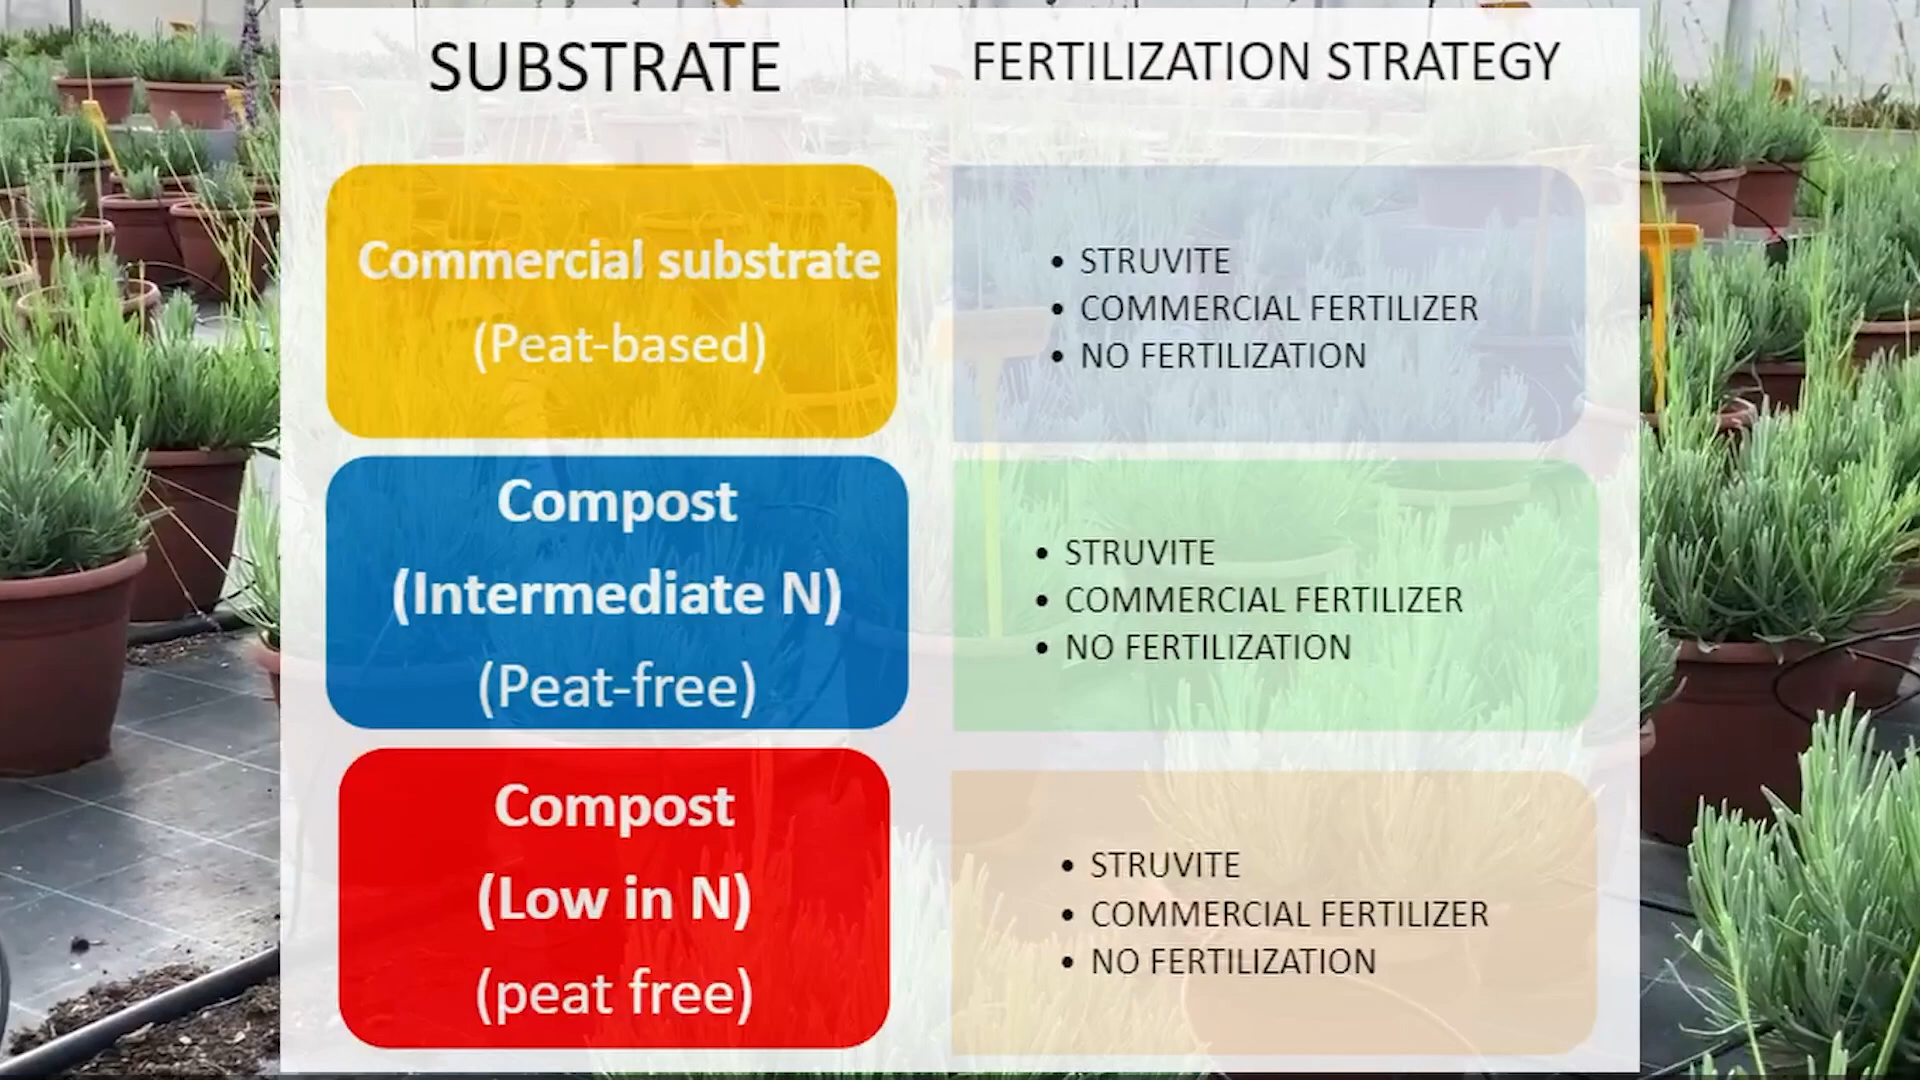 SUBSTRATE
FERTILIZATION STRATEGY
Commercial substrate
(Peat-based)
• STRUVITE
• COMMERCIAL FERTILIZER
• NO FERTILIZATION
Compost
(Intermediate N)
(Peat-free)
• STRUVITE
• COMMERCIAL FERTILIZER
• NO FERTILIZATION
Compost
(Low in N)
(peat free)
• STRUVITE
• COMMERCIAL FERTILIZER
• NO FERTILIZATION